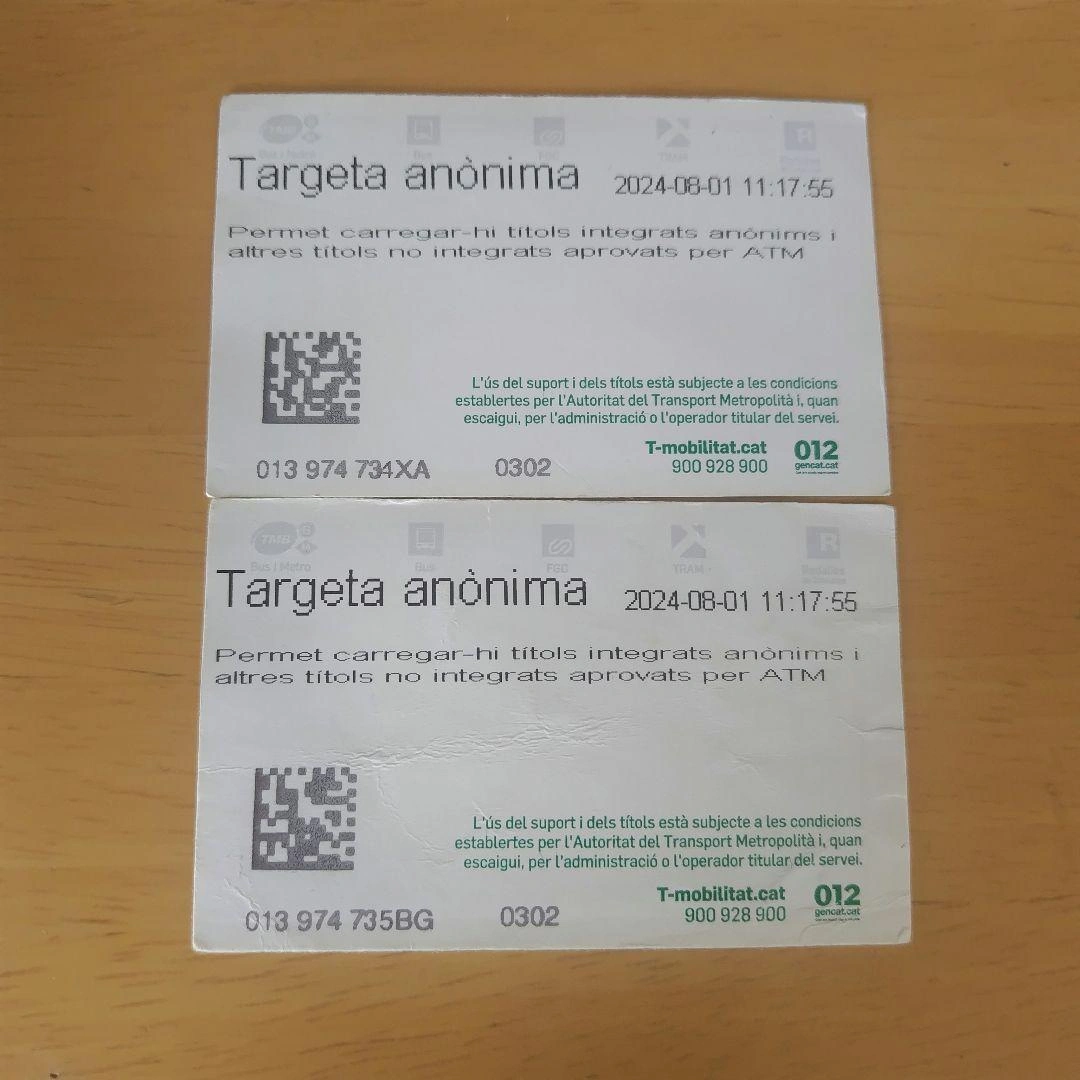 TMB
Bus i Metro
Bus
FGC
TRAM
Targeta anònima 2024-08-01 11:17:55
Permet carregar-hi títols integrats anònims i
altres títols no integrats aprovats per ATM
L'ús del suport i dels títols està subjecte a les condicions
establertes per l'Autoritat del Transport Metropolità i, quan
escaigui, per l'administració o l'operador titular del servei.
T-mobilitat.cat 012
900 928 900 gencat.cat
013 974 734XA 0302
TMB
Bus i Metro
Bus
FGC
TRAM
R
Targeta anònima 2024-08-01 11:17:55
Permet carregar-hi títols integrats anònims i
altres títols no integrats aprovats per ATM
L'ús del suport i dels títols està subjecte a les condicions
establertes per l'Autoritat del Transport Metropolità i, quan
escaigui, per l'administració o l'operador titular del servei.
T-mobilitat.cat 012
900 928 900 gencat.cat
013 974 735BG 0302